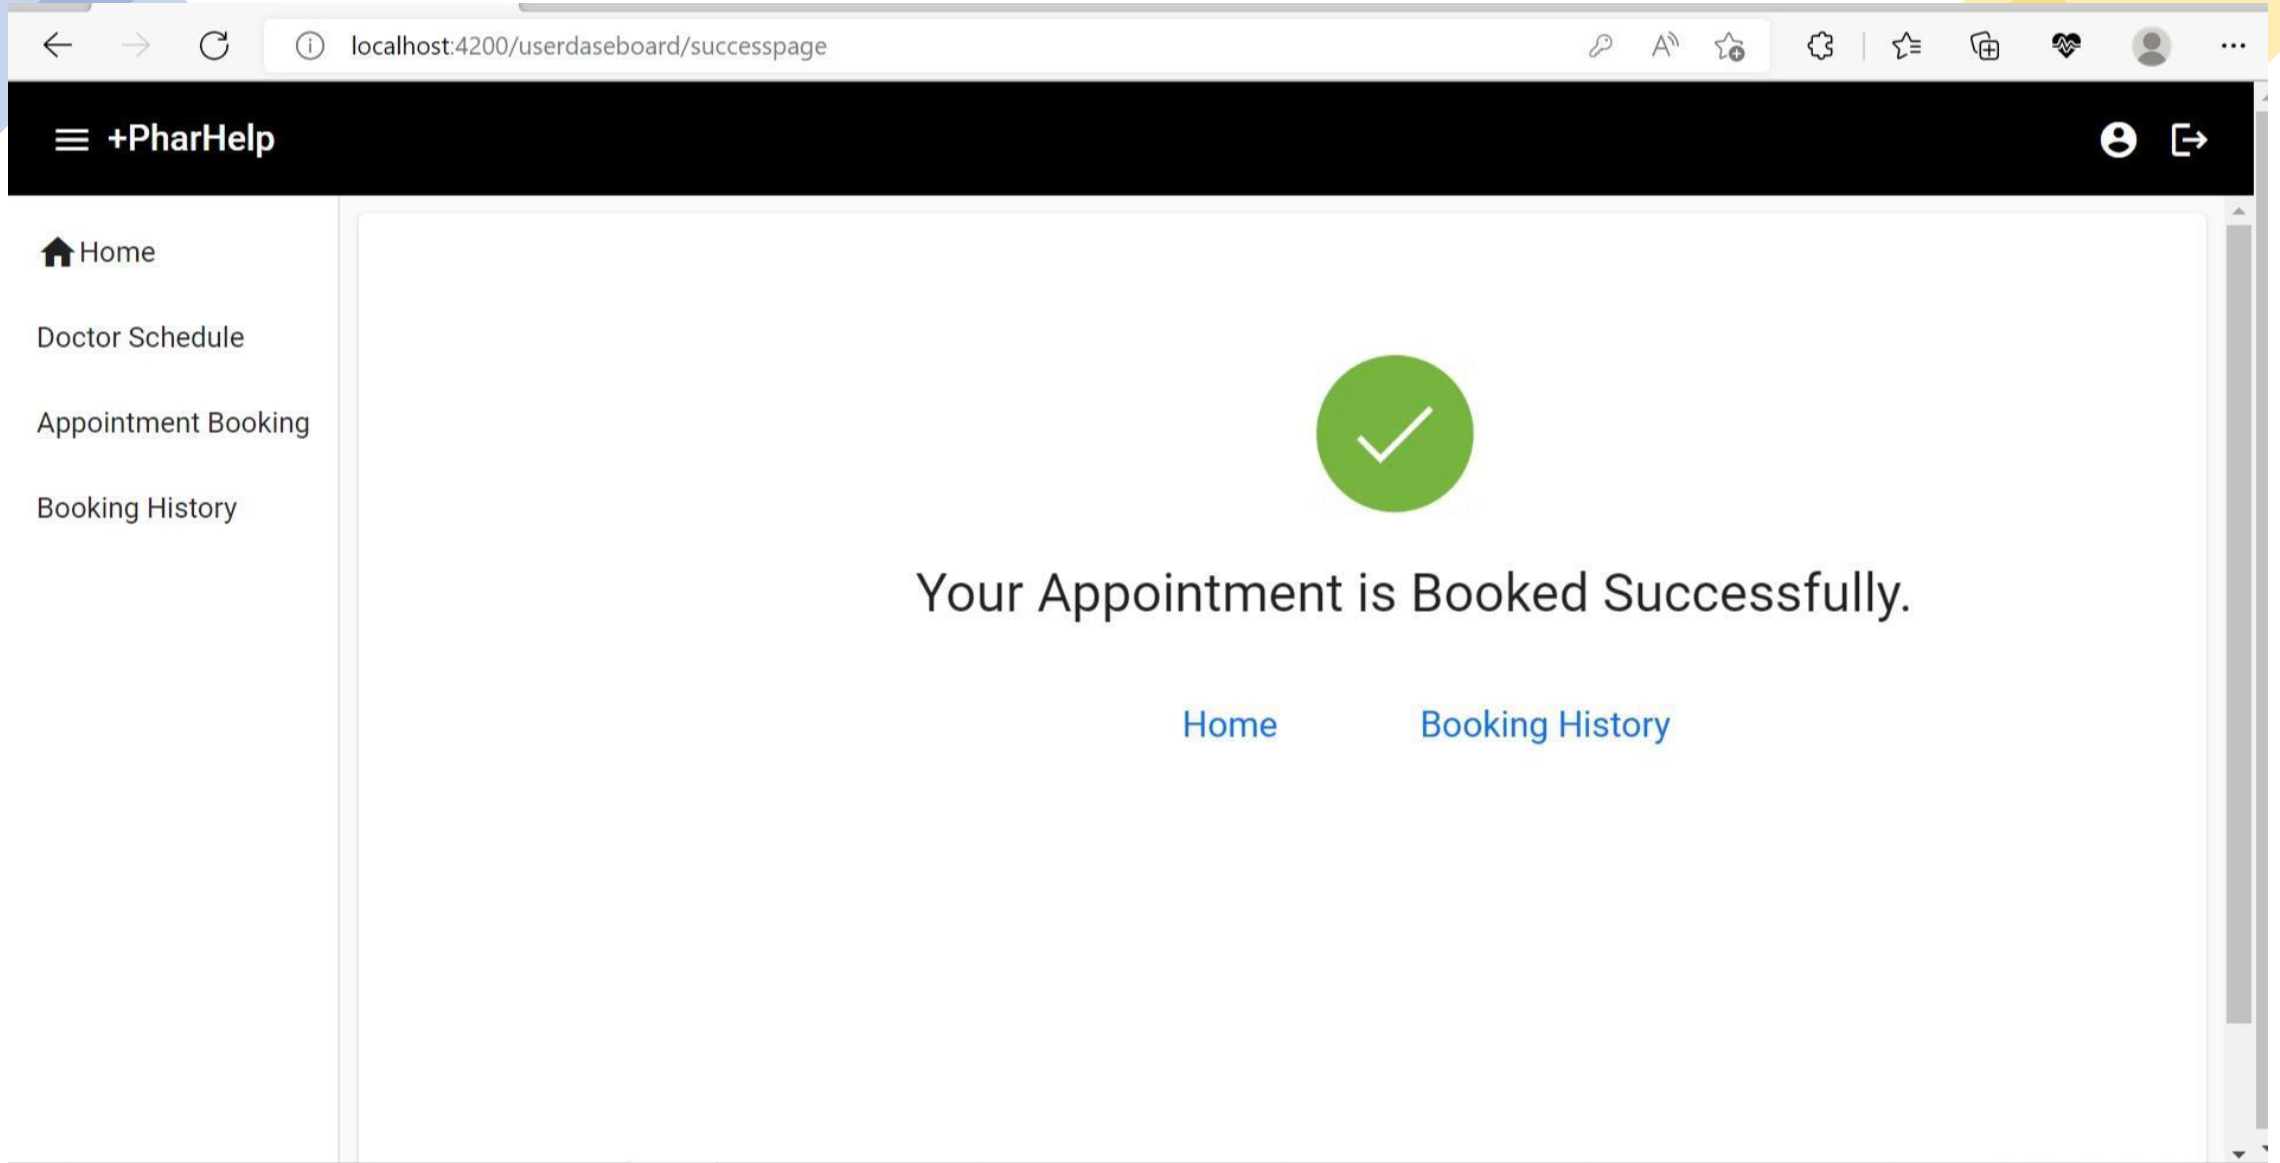 localhost:4200/userdaseboard/successpage
+PharHelp
Home
Doctor Schedule
Appointment Booking
Booking History
Your Appointment is Booked Successfully.
Home Booking History